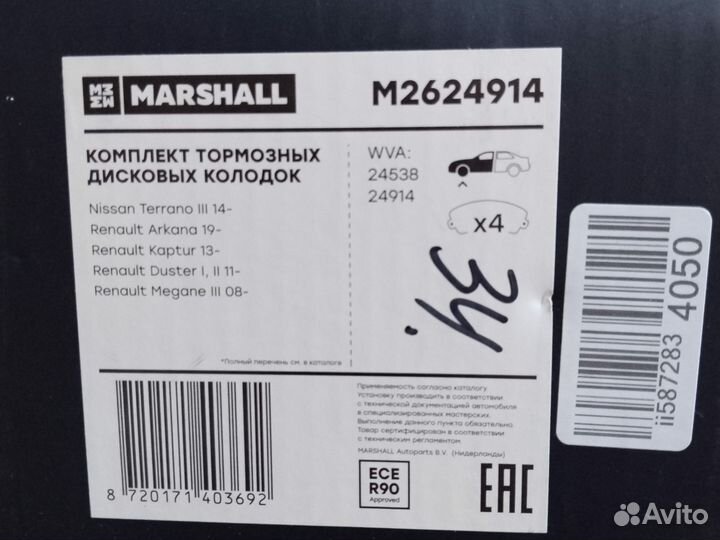 MARSHALL
M2624914
КОМПЛЕКТ ТОРМОЗНЫХ
ДИСКОВЫХ КОЛОДОК
Nissan Terrano III 14-
Renault Arkana 19-
Renault Kaptur 13-
Renault Duster I, II 11-
Renault Megane III 08-
*Полный перечень см. в каталоге
WVA:
24538
24914
x4
34.
Применяемость согласно каталогу
Установку производить в соответствии
с технической документацией автомобиля
в специализированных мастерских.
Выполнение данного пункта обязательно.
Товар сертифицирован в соответствии
с техническим регламентом.
MARSHALL Autoparts B.V. (Нидерланды)
ECE
R90
Approved
EAC
8 720171 403692
ii587283 4050
Avito